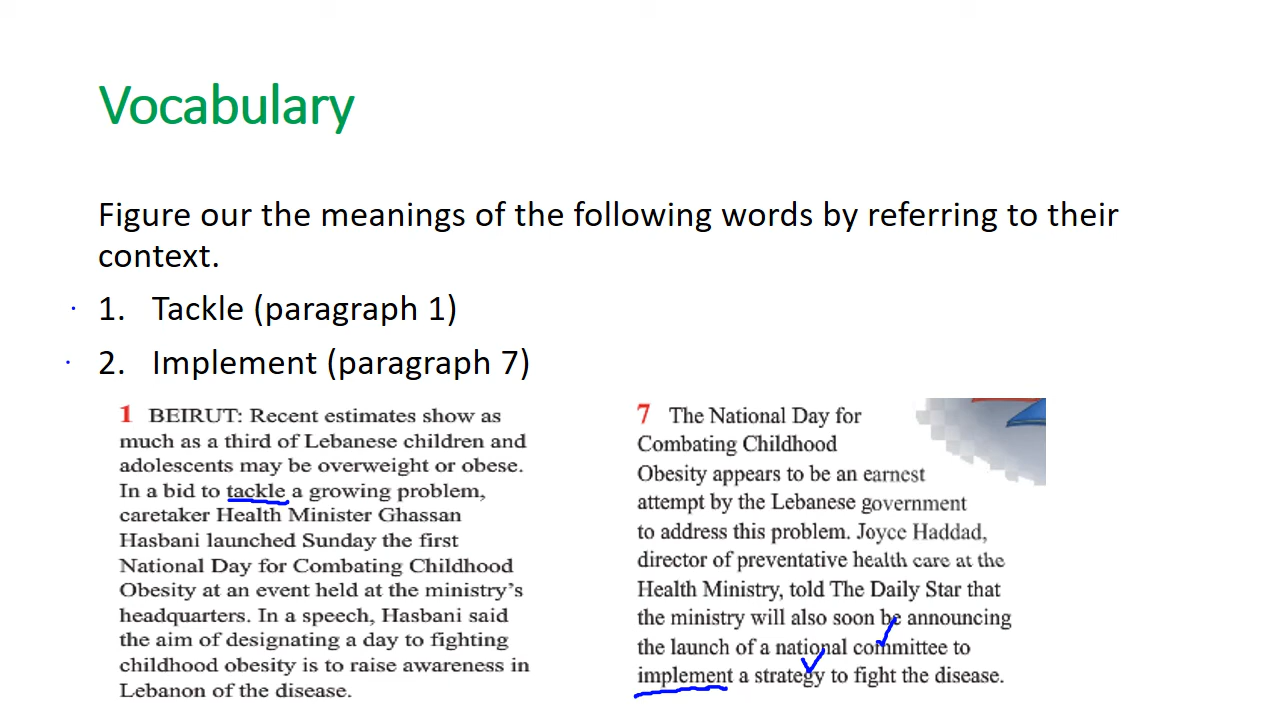 Vocabulary
Figure our the meanings of the following words by referring to their
context.
1. Tackle (paragraph 1)
2. Implement (paragraph 7)
1 BEIRUT: Recent estimates show as
much as a third of Lebanese children and
adolescents may be overweight or obese.
In a bid to tackle a growing problem,
caretaker Health Minister Ghassan
Hasbani launched Sunday the first
National Day for Combating Childhood
Obesity at an event held at the ministry's
headquarters. In a speech, Hasbani said
the aim of designating a day to fighting
childhood obesity is to raise awareness in
Lebanon of the disease.
7 The National Day for
Combating Childhood
Obesity appears to be an earnest
attempt by the Lebanese government
to address this problem. Joyce Haddad,
director of preventative health care at the
Health Ministry, told The Daily Star that
the ministry will also soon be announcing
the launch of a national committee to
implement a strategy to fight the disease.